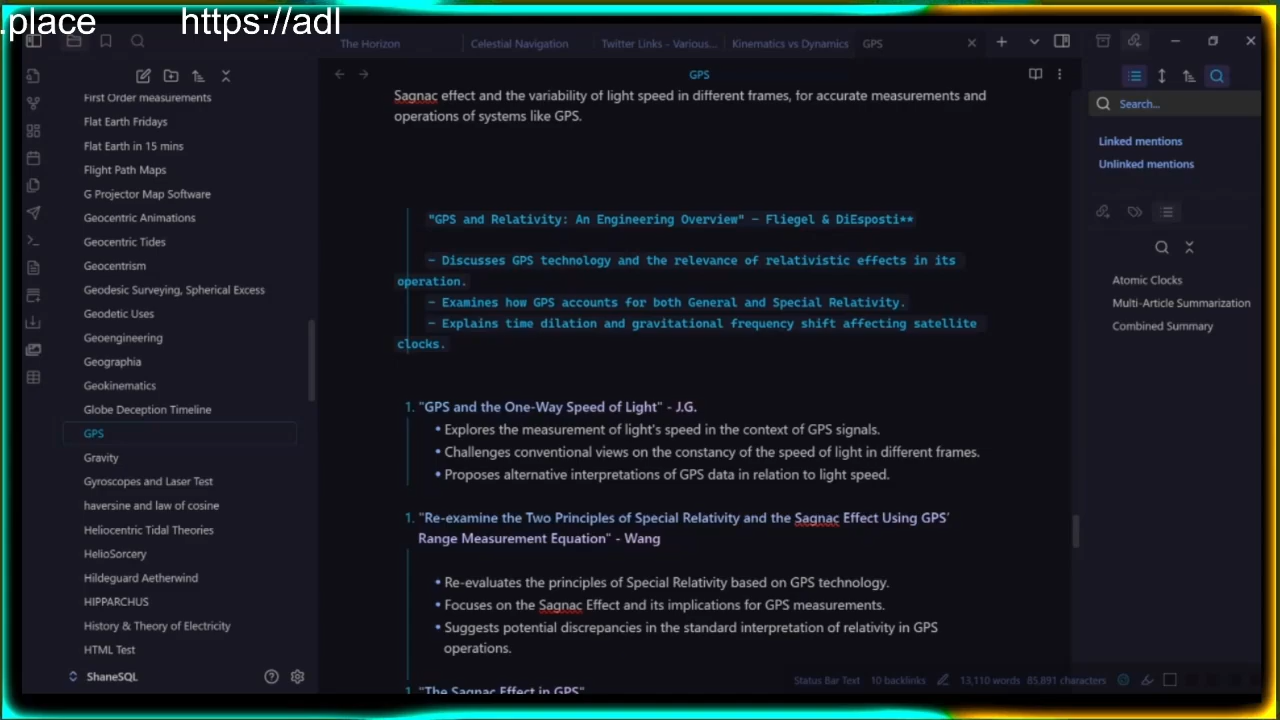 .place https://adl
The Horizon
Celestial Navigation
Twitter Links - Various...
Kinematics vs Dynamics
GPS
First Order measurements
Flat Earth Fridays
Flat Earth in 15 mins
Flight Path Maps
G Projector Map Software
Geocentric Animations
Geocentric Tides
Geocentrism
Geodesic Surveying, Spherical Excess
Geodetic Uses
Geoengineering
Geographia
Geokinematics
Globe Deception Timeline
GPS
Gravity
Gyroscopes and Laser Test
haversine and law of cosine
Heliocentric Tidal Theories
HelioSorcery
Hildeguard Aetherwind
HIPPARCHUS
History & Theory of Electricity
HTML Test
ShaneSQL
GPS
Sagnac effect and the variability of light speed in different frames, for accurate measurements and
operations of systems like GPS.
"GPS and Relativity: An Engineering Overview" - Fliegel & DiEsposti**
- Discusses GPS technology and the relevance of relativistic effects in its
operation.
- Examines how GPS accounts for both General and Special Relativity.
- Explains time dilation and gravitational frequency shift affecting satellite
clocks.
1. "GPS and the One-Way Speed of Light" - J.G.
• Explores the measurement of light's speed in the context of GPS signals.
• Challenges conventional views on the constancy of the speed of light in different frames.
• Proposes alternative interpretations of GPS data in relation to light speed.
1. "Re-examine the Two Principles of Special Relativity and the Sagnac Effect Using GPS'
Range Measurement Equation" - Wang
• Re-evaluates the principles of Special Relativity based on GPS technology.
• Focuses on the Sagnac Effect and its implications for GPS measurements.
• Suggests potential discrepancies in the standard interpretation of relativity in GPS
operations.
1. "The Sagnac Effect in GPS"
Status Bar Text 10 backlinks 13,110 words 85,891 characters
Search...
Linked mentions
Unlinked mentions
Atomic Clocks
Multi-Article Summarization
Combined Summary